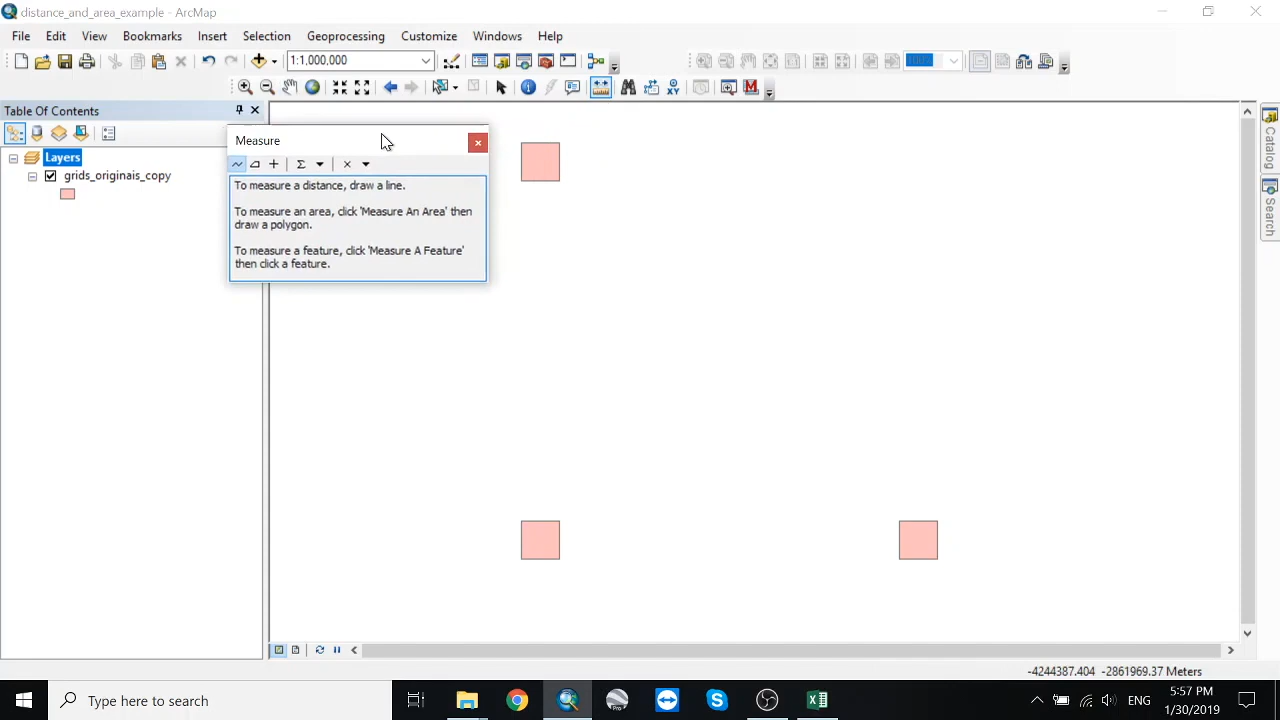 distance_and_area_example - ArcMap
File Edit View Bookmarks Insert Selection Geoprocessing Customize Windows Help
1:1,000,000
100%
Table Of Contents
Layers
grids_originais_copy
Measure
To measure a distance, draw a line.
To measure an area, click 'Measure An Area' then
draw a polygon.
To measure a feature, click 'Measure A Feature'
then click a feature.
Catalog
Search
-4244387.404 -2861969.37 Meters
Type here to search
Pro
ENG
5:57 PM
1/30/2019